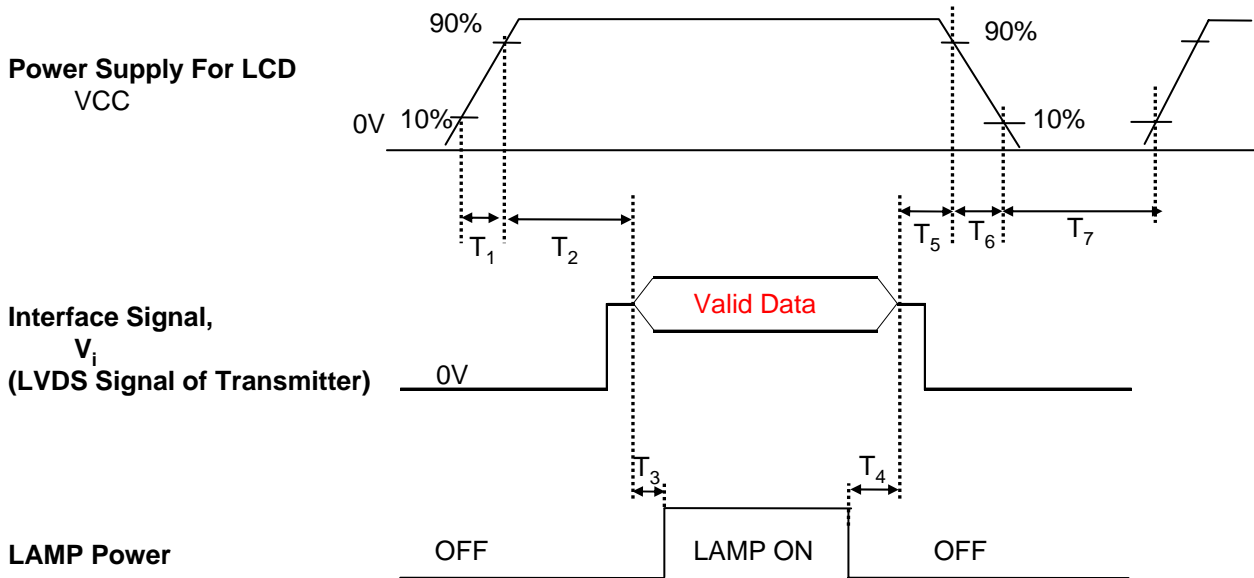 90%
90%
Power Supply For LCD
VCC
0V
10%
10%
T1
T2
T5
T6
T7
Valid Data
Interface Signal,
Vi
(LVDS Signal of Transmitter)
0V
T3
T4
LAMP Power
OFF
LAMP ON
OFF